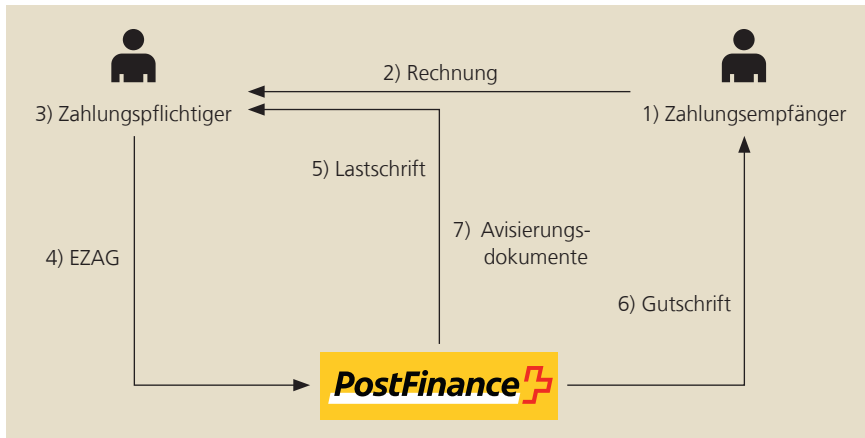 2) Rechnung
3) Zahlungspflichtiger
1) Zahlungsempfänger
5) Lastschrift
7) Avisierungs-
dokumente
4) EZAG
6) Gutschrift
PostFinance